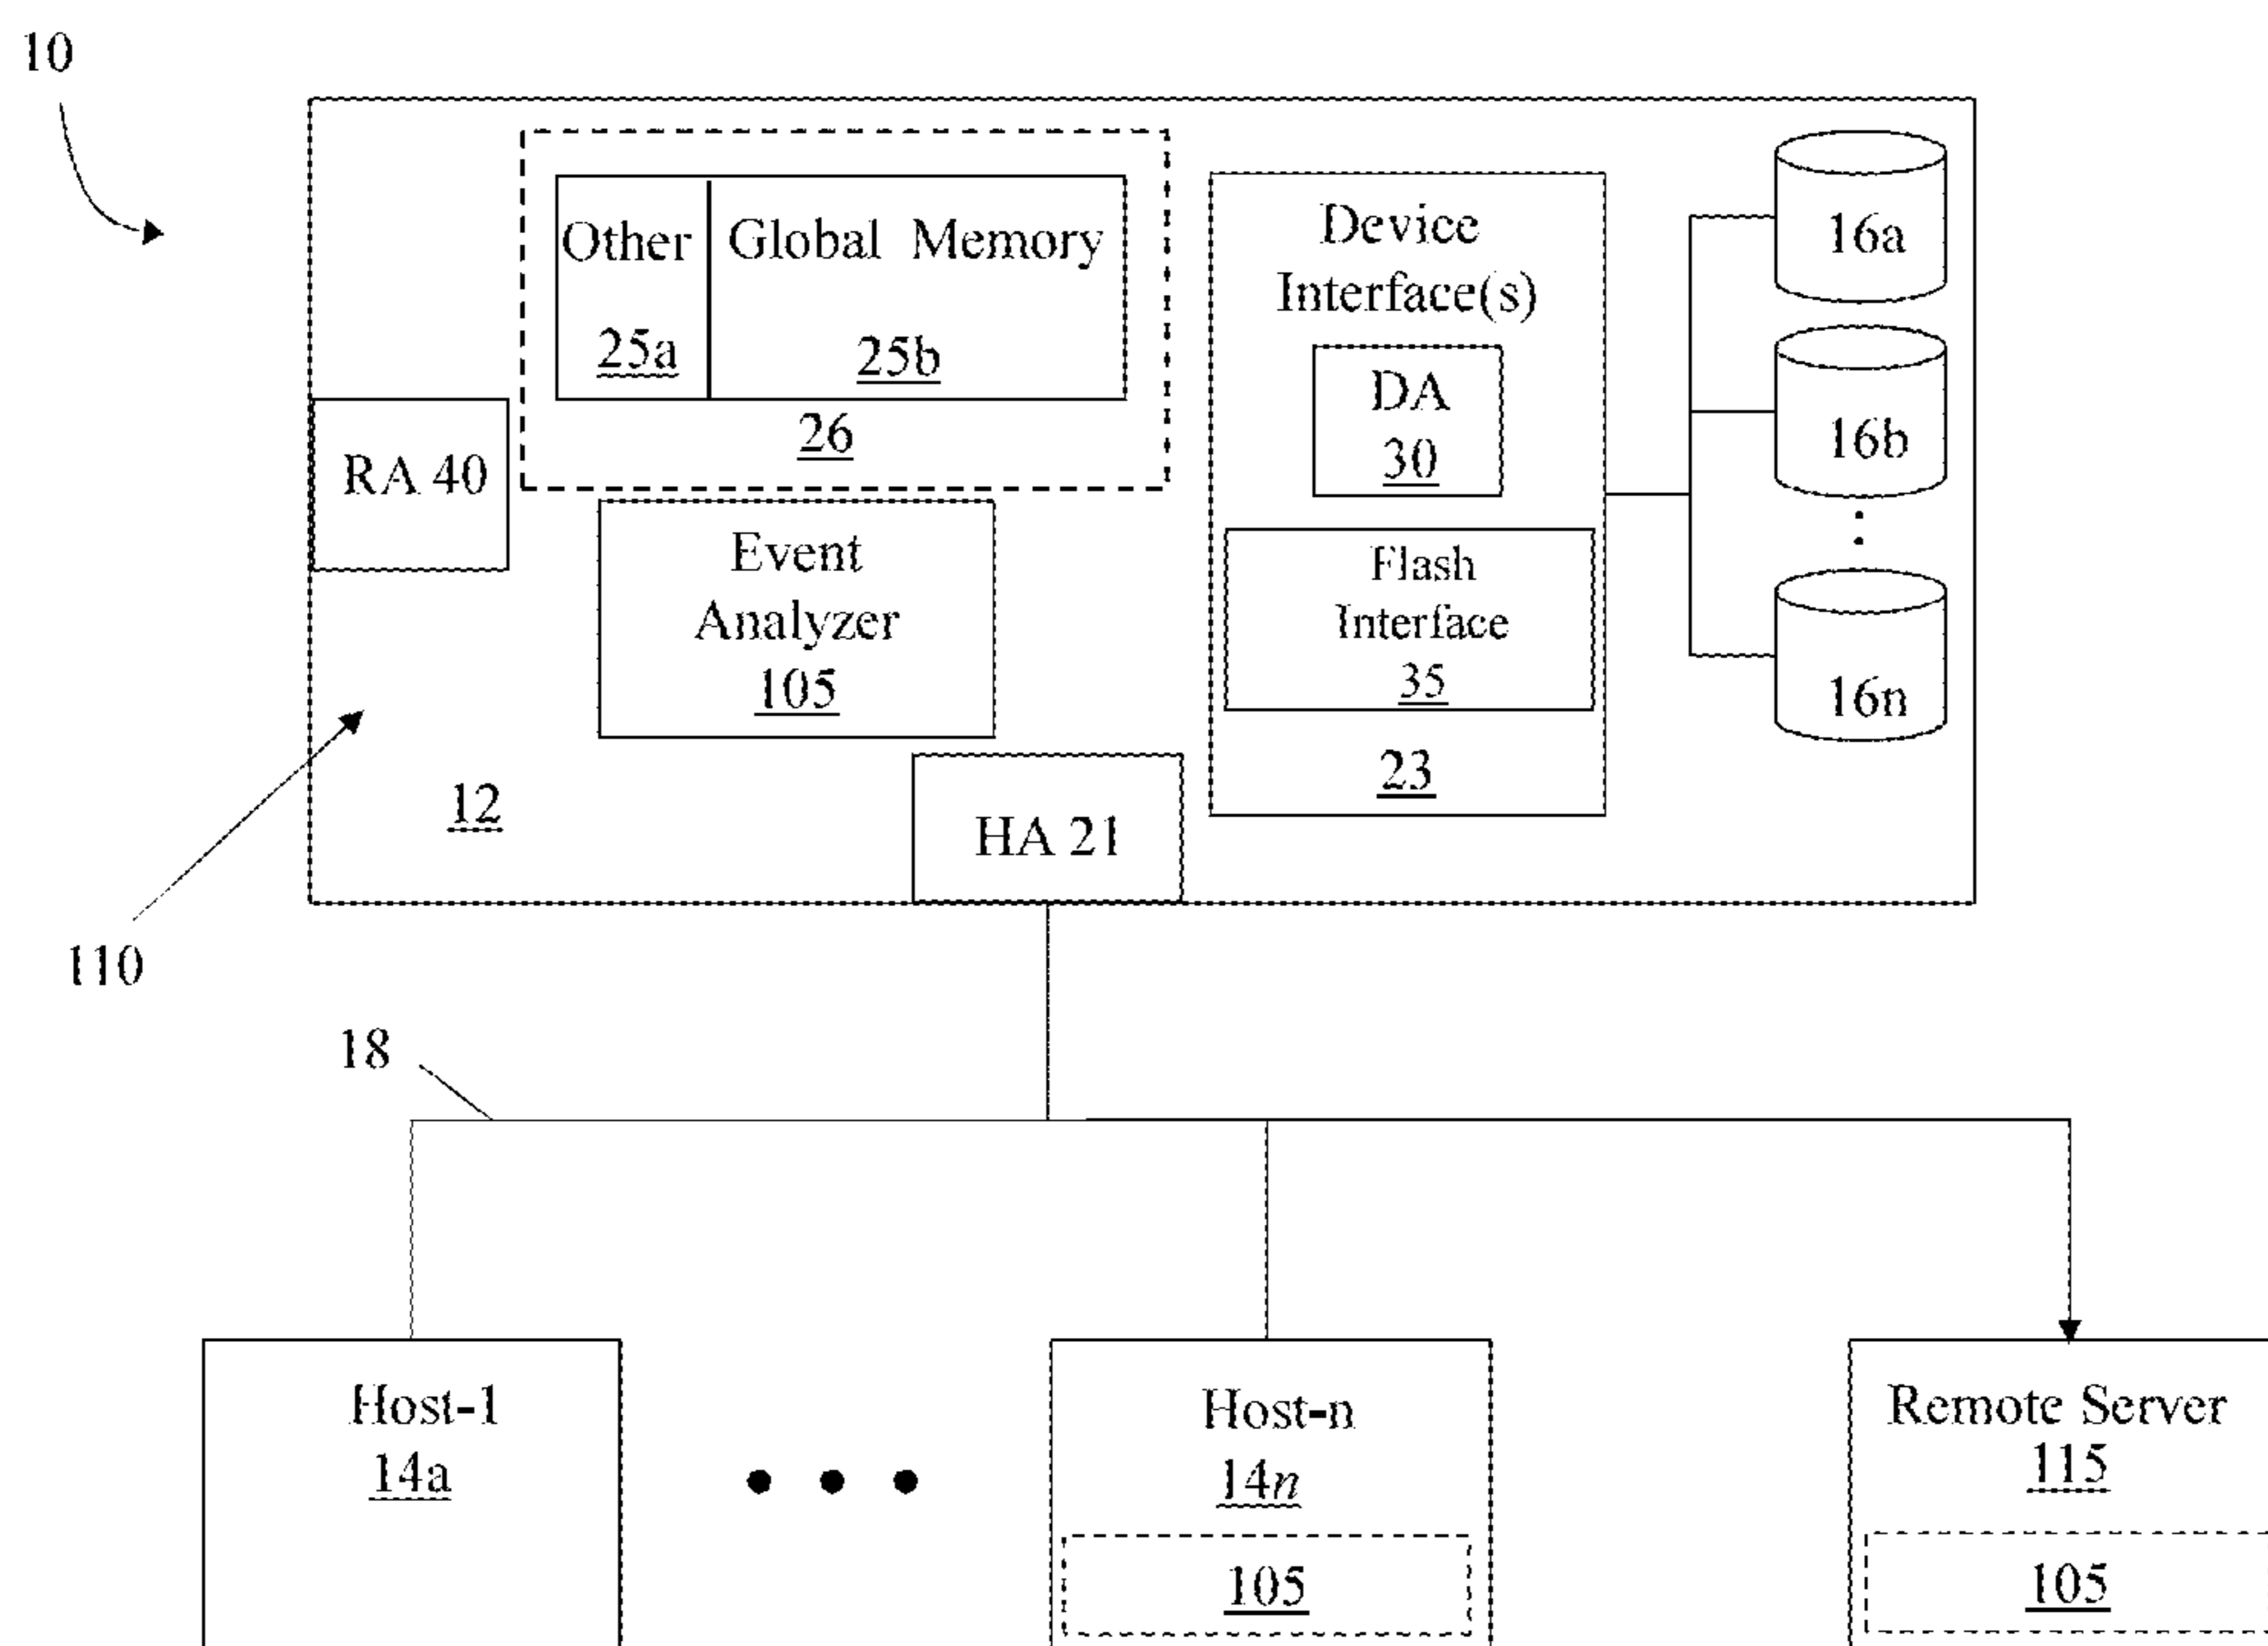 10
Other
25a
Global Memory
25b
26
Device
Interface(s)
DA
30
Flash
Interface
35
23
16a
16b
16n
RA 40
Event
Analyzer
105
12
HA 21
110
18
Host-1
14a
Host-n
14n
105
Remote Server
115
105